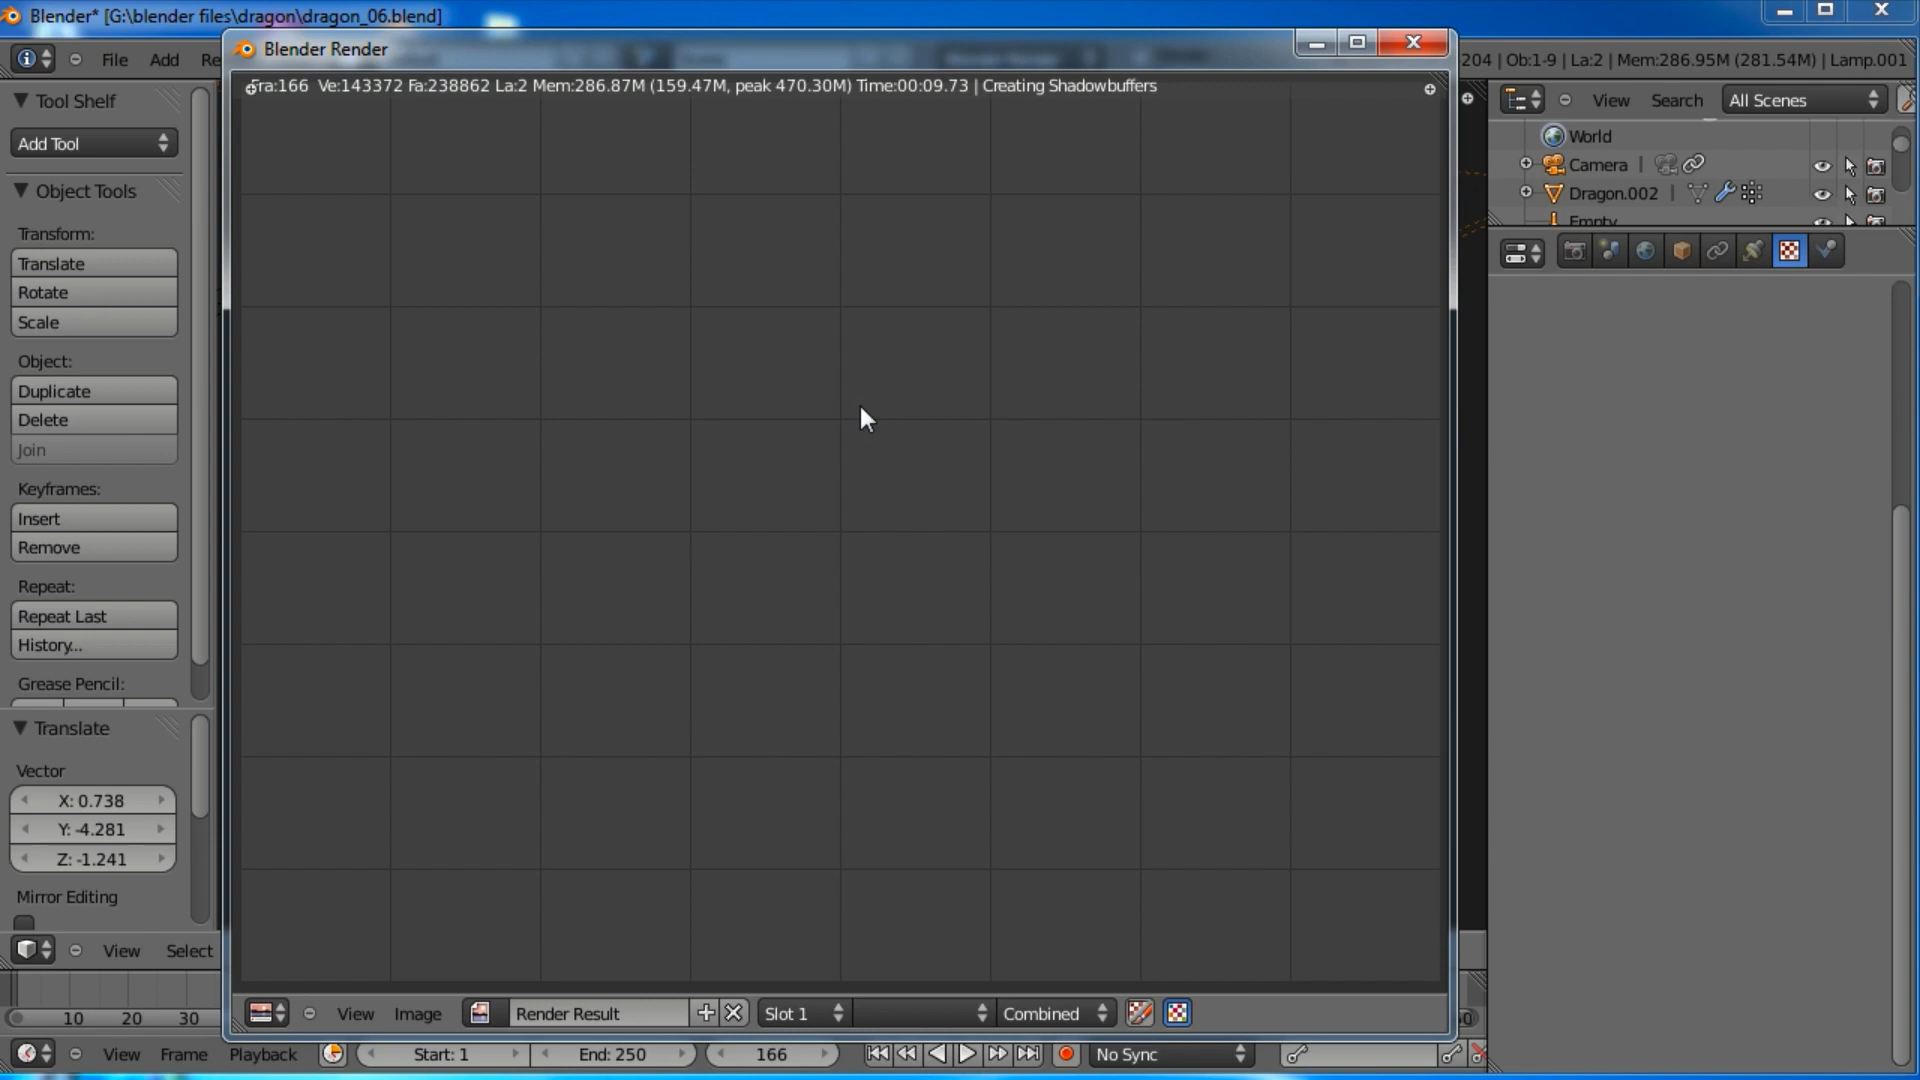 Blender* [G:\blender files\dragon\dragon_06.blend]
Blender Render
File Add Re
204 | Ob:1-9 | La:2 | Mem:286.95M (281.54M) | Lamp.001
Fra:166 Ve:143372 Fa:238862 La:2 Mem:286.87M (159.47M, peak 470.30M) Time:00:09.73 | Creating Shadowbuffers
View Search All Scenes
World
Camera
Dragon.002
Empty
Tool Shelf
Add Tool
Object Tools
Transform:
Translate
Rotate
Scale
Object:
Duplicate
Delete
Join
Keyframes:
Insert
Remove
Repeat:
Repeat Last
History...
Grease Pencil:
Translate
Vector
X: 0.738
Y: -4.281
Z: -1.241
Mirror Editing
View Select
10 20 30
View Image Render Result Slot 1 Combined
View Frame Playback Start: 1 End: 250 166 No Sync